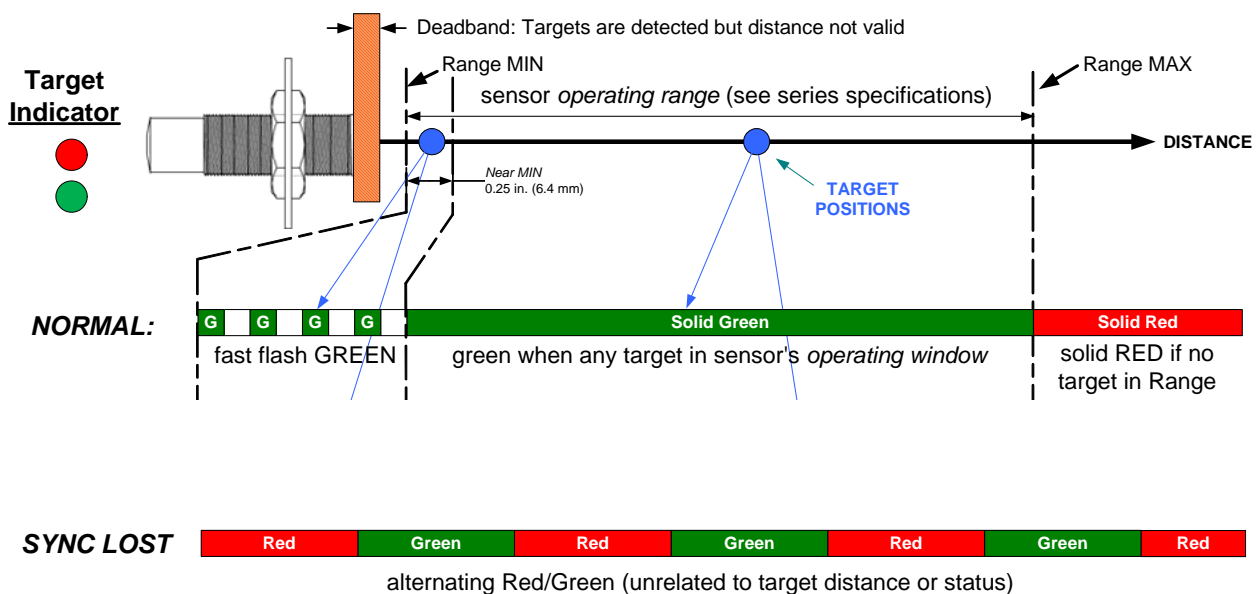 Deadband: Targets are detected but distance not valid
Target
Indicator
Range MIN
Range MAX
sensor operating range (see series specifications)
DISTANCE
Near MIN
0.25 in. (6.4 mm)
TARGET
POSITIONS
NORMAL:
G G G G
Solid Green
Solid Red
fast flash GREEN
green when any target in sensor's operating window
solid RED if no
target in Range
SYNC LOST
Red Green Red Green Red Green Red
alternating Red/Green (unrelated to target distance or status)